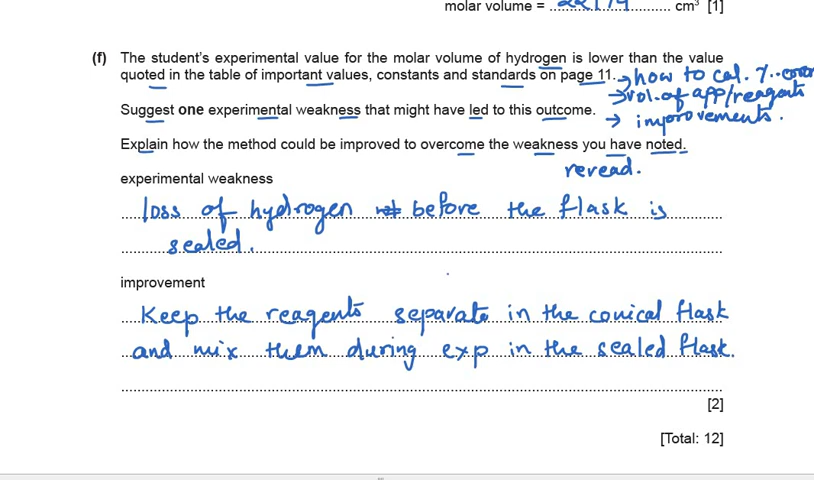 molar volume = .................... cm³ [1]
(f) The student's experimental value for the molar volume of hydrogen is lower than the value
quoted in the table of important values, constants and standards on page 11. → how to cal. %
→ vol. of app/reagents
Suggest one experimental weakness that might have led to this outcome. → improvements.
Explain how the method could be improved to overcome the weakness you have noted.
reread.
experimental weakness
loss of hydrogen before the flask is
sealed.
improvement
Keep the reagents separate in the conical flask
and mix them during exp in the sealed flask.
[2]
[Total: 12]